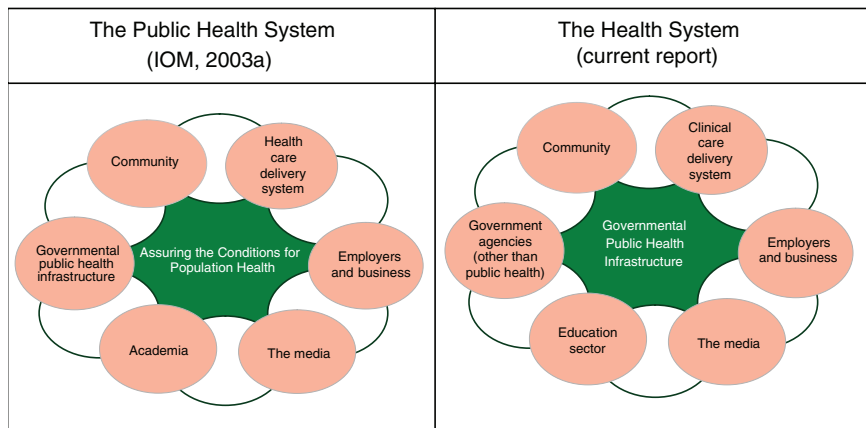 The Public Health System
(IOM, 2003a)
Community
Health
care
delivery
system
Governmental
public health
infrastructure
Assuring the Conditions for
Population Health
Employers
and business
Academia
The media
The Health System
(current report)
Community
Clinical
care delivery
system
Government
agencies
(other than
public health)
Governmental
Public Health
Infrastructure
Employers
and business
Education
sector
The media